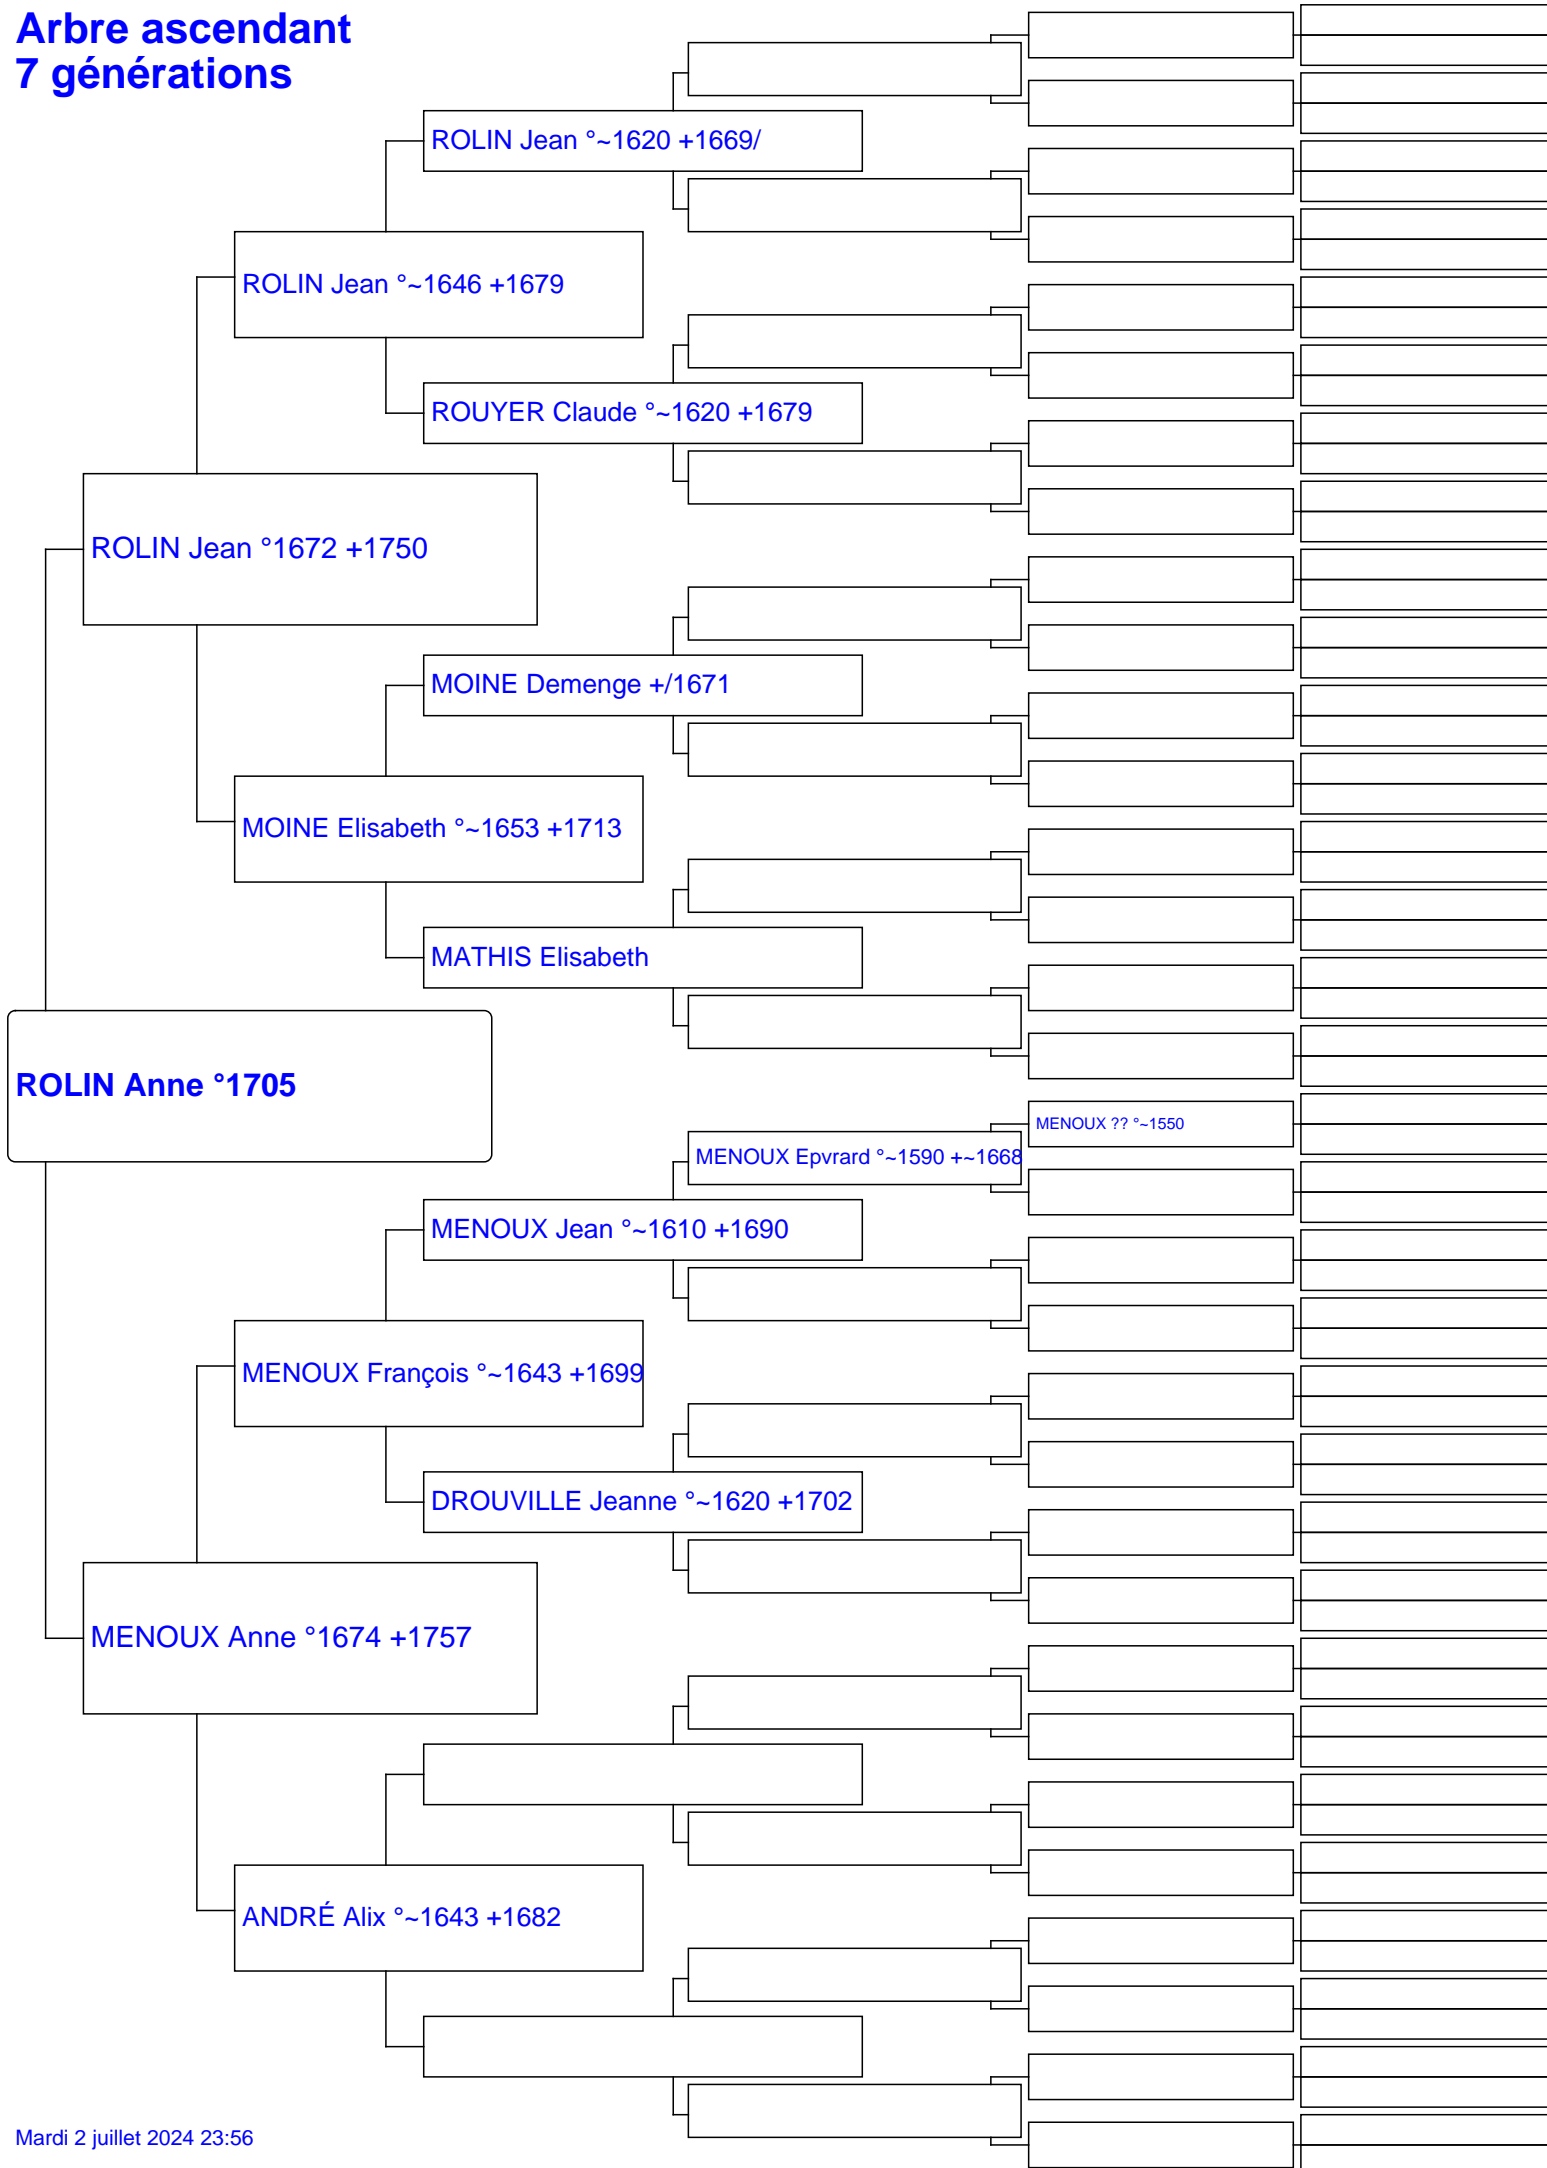 Arbre ascendant
7 générations
ROLIN Jean °~1620 +1669/
ROLIN Jean °~1646 +1679
ROUYER Claude °~1620 +1679
ROLIN Jean °1672 +1750
MOINE Demenge +/1671
MOINE Elisabeth °~1653 +1713
MATHIS Elisabeth
ROLIN Anne °1705
MENOUX ?? °~1550
MENOUX Epvrard °~1590 +~1668
MENOUX Jean °~1610 +1690
MENOUX François °~1643 +1699
DROUVILLE Jeanne °~1620 +1702
MENOUX Anne °1674 +1757
ANDRÉ Alix °~1643 +1682
Mardi 2 juillet 2024 23:56